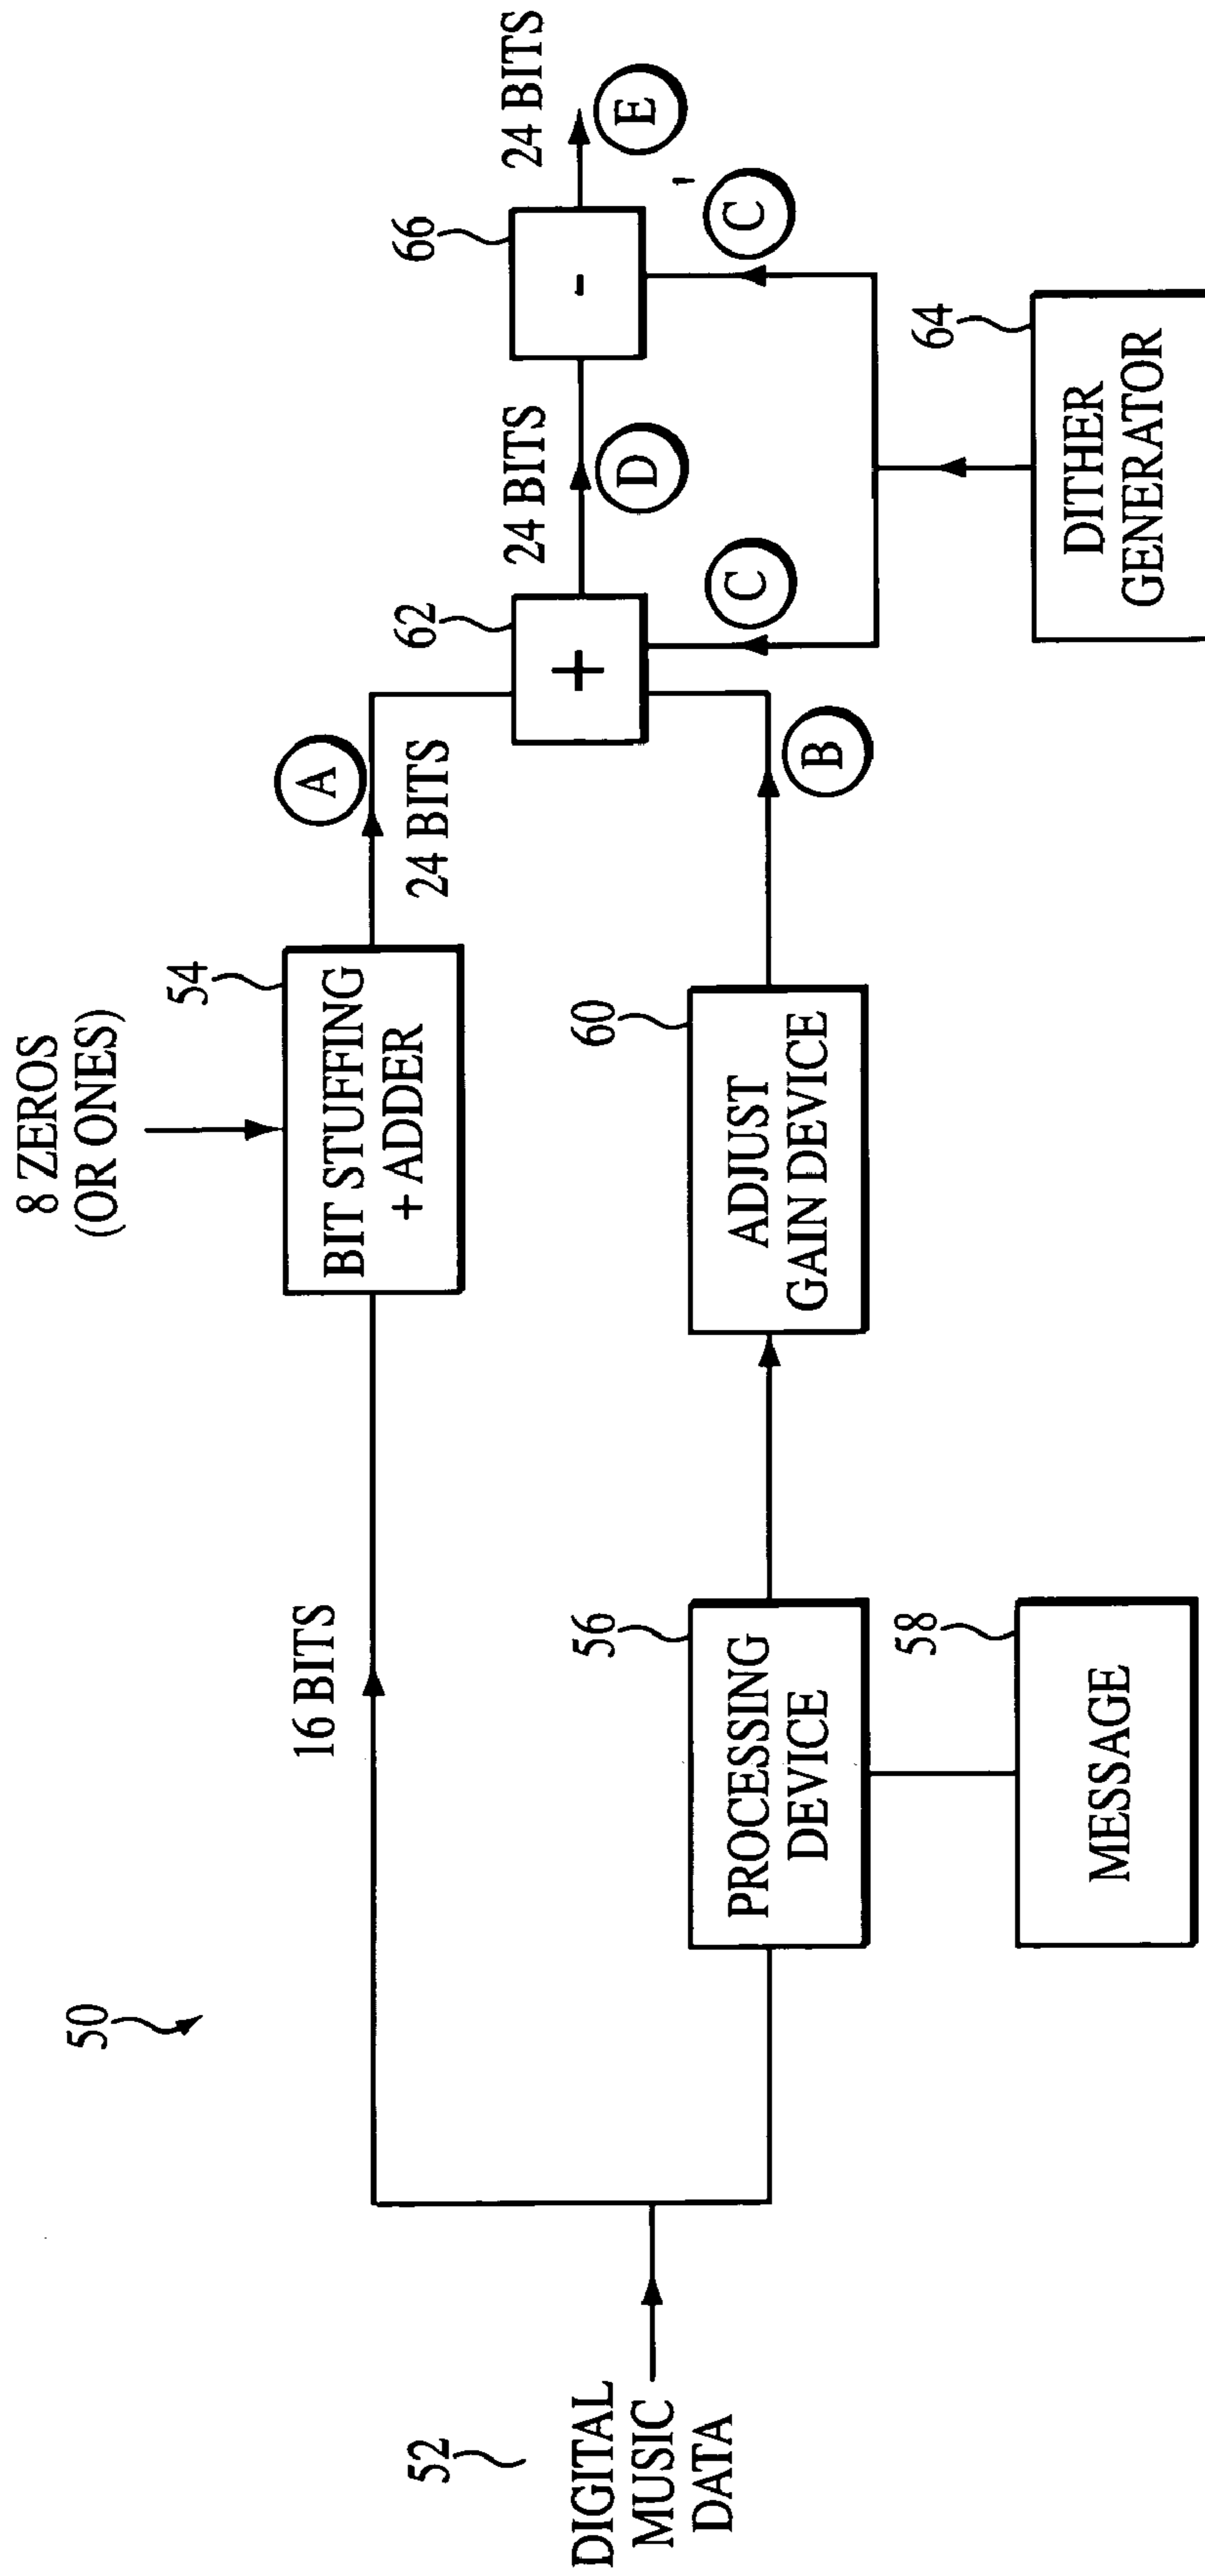 50
52
DIGITAL
MUSIC
DATA
16 BITS
8 ZEROS
(OR ONES)
54
BIT STUFFING
+ ADDER
A
24 BITS
56
PROCESSING
DEVICE
58
MESSAGE
60
ADJUST
GAIN DEVICE
B
62
+
C
24 BITS
D
64
DITHER
GENERATOR
66
-
C
24 BITS
E